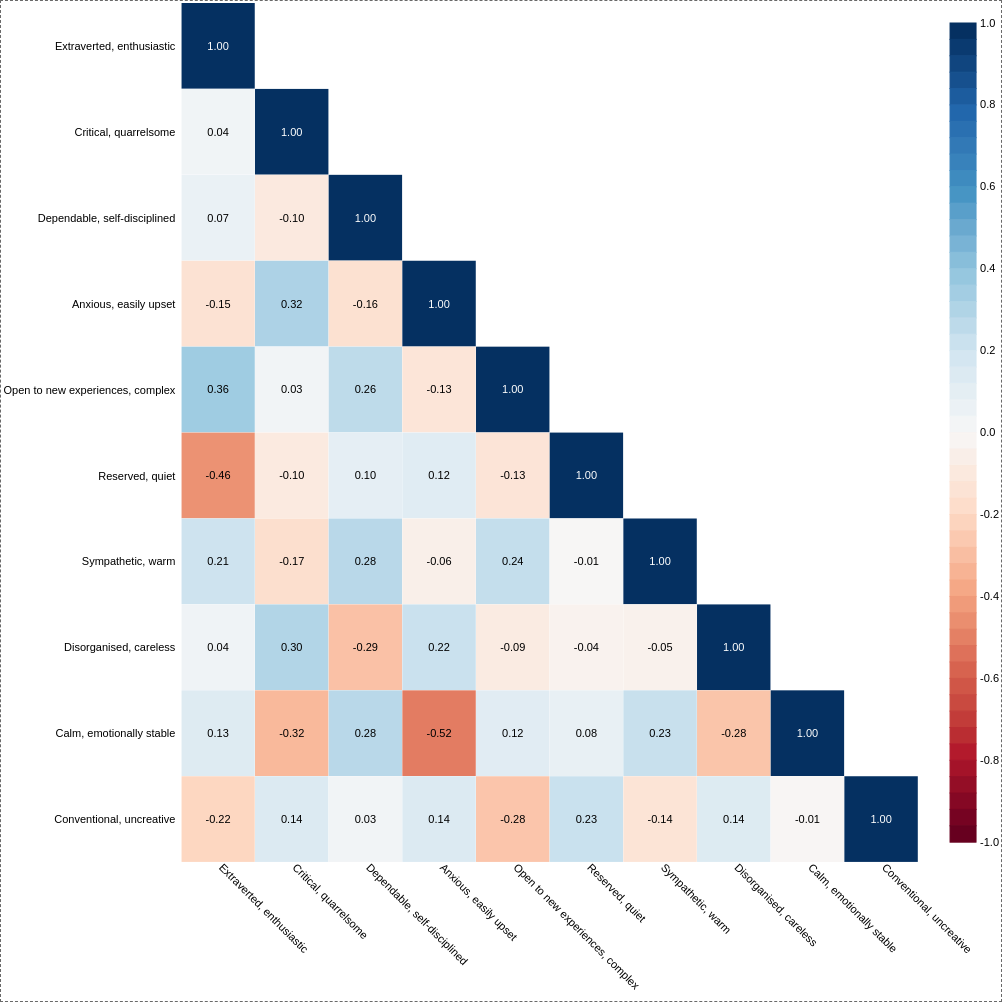 Extraverted, enthusiastic 1.00
Critical, quarrelsome 0.04 1.00
Dependable, self-disciplined 0.07 -0.10 1.00
Anxious, easily upset -0.15 0.32 -0.16 1.00
Open to new experiences, complex 0.36 0.03 0.26 -0.13 1.00
Reserved, quiet -0.46 -0.10 0.10 0.12 -0.13 1.00
Sympathetic, warm 0.21 -0.17 0.28 -0.06 0.24 -0.01 1.00
Disorganised, careless 0.04 0.30 -0.29 0.22 -0.09 -0.04 -0.05 1.00
Calm, emotionally stable 0.13 -0.32 0.28 -0.52 0.12 0.08 0.23 -0.28 1.00
Conventional, uncreative -0.22 0.14 0.03 0.14 -0.28 0.23 -0.14 0.14 -0.01 1.00
Extraverted, enthusiastic
Critical, quarrelsome
Dependable, self-disciplined
Anxious, easily upset
Open to new experiences, complex
Reserved, quiet
Sympathetic, warm
Disorganised, careless
Calm, emotionally stable
Conventional, uncreative
1.0
0.8
0.6
0.4
0.2
0.0
-0.2
-0.4
-0.6
-0.8
-1.0